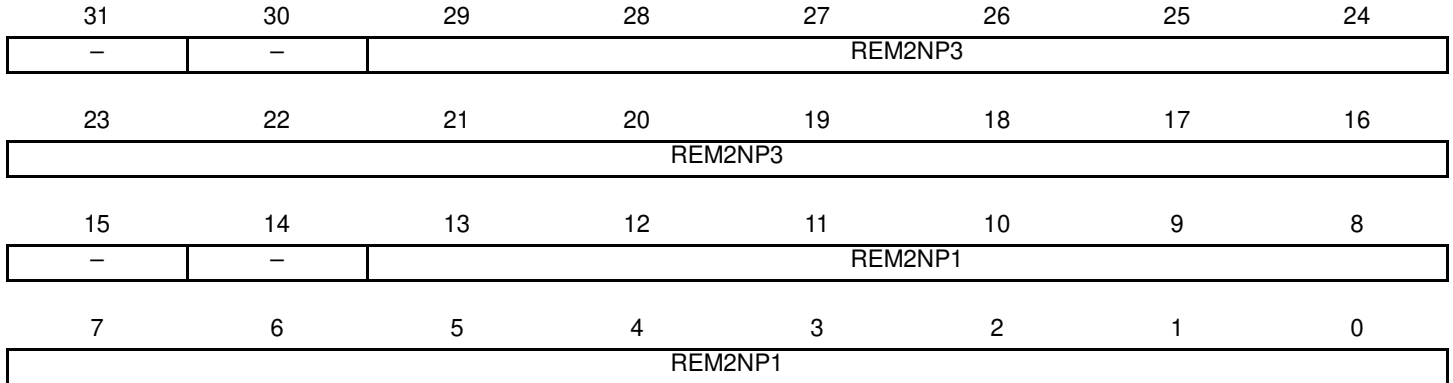 31 30 29 28 27 26 25 24
– – REM2NP3
23 22 21 20 19 18 17 16
REM2NP3
15 14 13 12 11 10 9 8
– – REM2NP1
7 6 5 4 3 2 1 0
REM2NP1